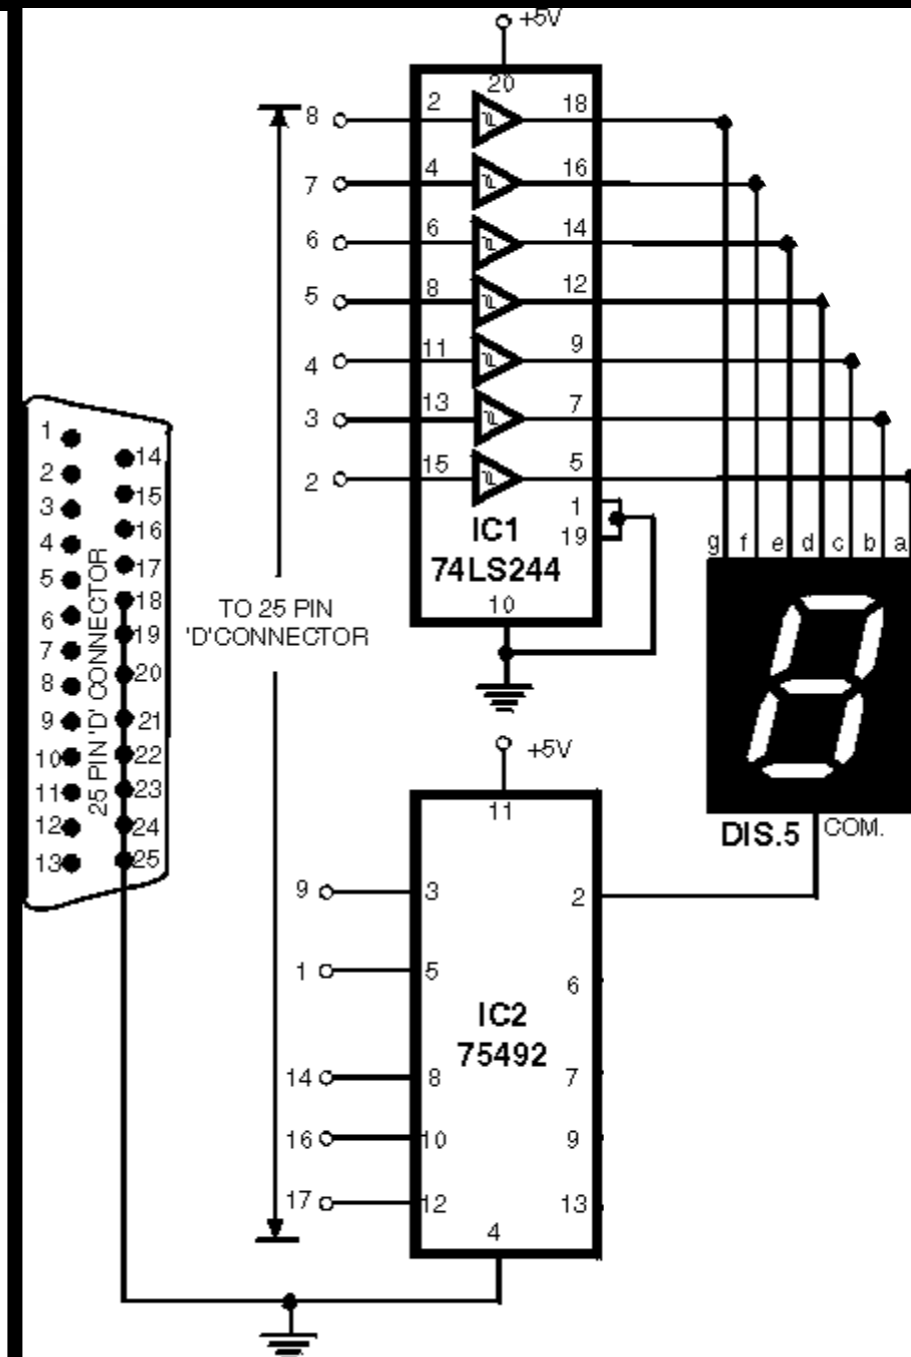 +5V
20
8 2 18
7 4 16
6 6 14
5 8 12
4 11 9
3 13 7
2 15 5
1
19
IC1
74LS244
10
g f e d c b a
TO 25 PIN
'D'CONNECTOR
1
2
3
4
5
6
7
8
9
10
11
12
13
25 PIN 'D' CONNECTOR
14
15
16
17
18
19
20
21
22
23
24
25
DIS.5
COM.
+5V
11
9 3 2
1 5 6
IC2
75492
14 8 7
16 10 9
17 12 13
4